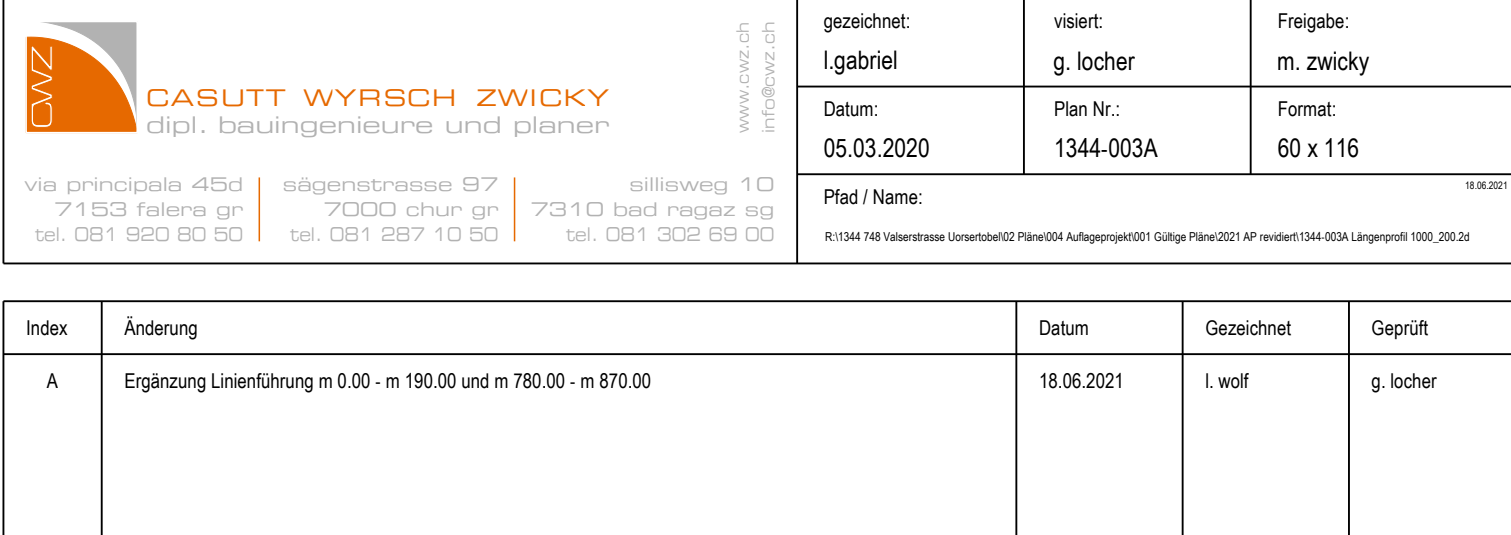 CWZ
CASUTT WYRSCH ZWICKY
dipl. bauingenieure und planer
www.cwz.ch
info@cwz.ch
via principala 45d
7153 falera gr
tel. 081 920 80 50
sägenstrasse 97
7000 chur gr
tel. 081 287 10 50
sillisweg 10
7310 bad ragaz sg
tel. 081 302 69 00
gezeichnet: visiert: Freigabe:
l.gabriel g. locher m. zwicky
Datum: Plan Nr.: Format:
05.03.2020 1344-003A 60 x 116
Pfad / Name: 18.06.2021
R:\1344 748 Valserstrasse Uorsertobel\02 Pläne\004 Auflageprojekt\001 Gültige Pläne\2021 AP revidiert\1344-003A Längenprofil 1000_200.2d
Index Änderung Datum Gezeichnet Geprüft
A Ergänzung Linienführung m 0.00 - m 190.00 und m 780.00 - m 870.00 18.06.2021 l. wolf g. locher